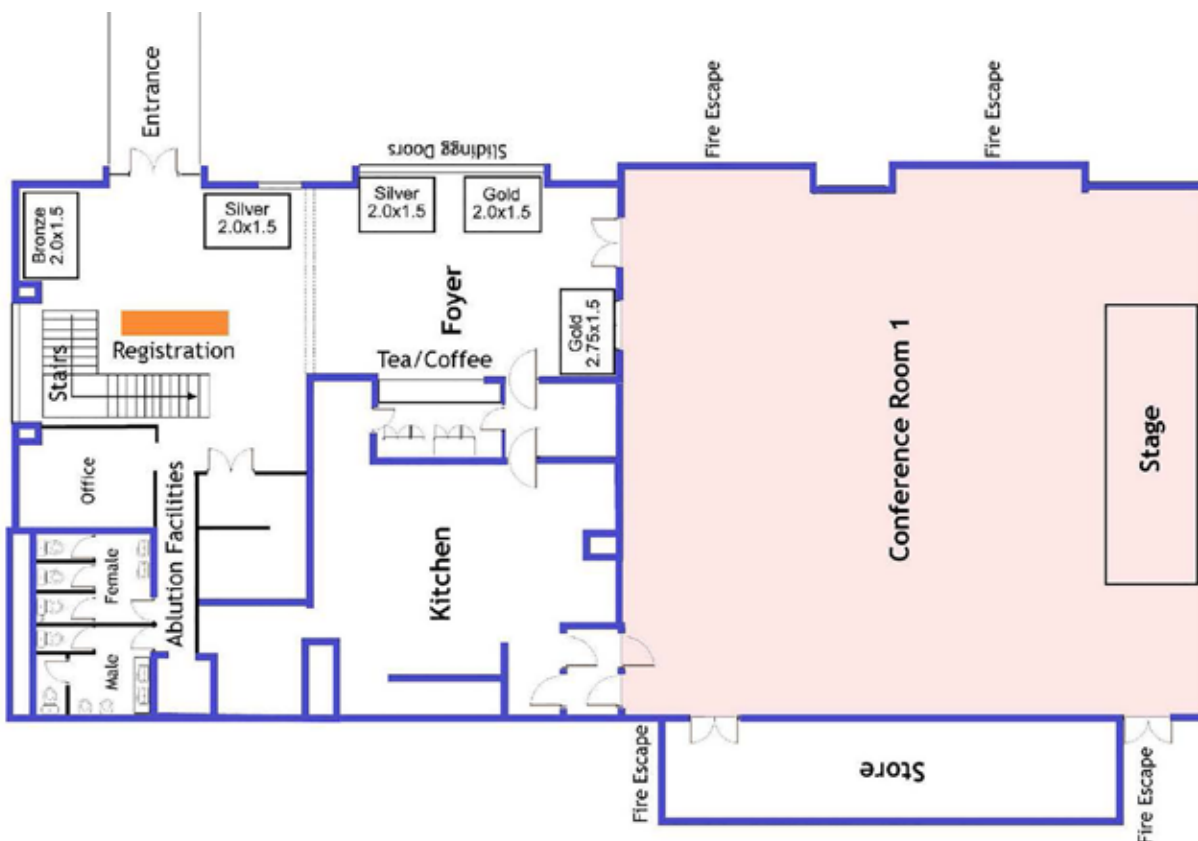 Entrance
Slidingg Doors
Fire Escape
Fire Escape
Bronze
2.0x1.5
Silver
2.0x1.5
Silver
2.0x1.5
Gold
2.0x1.5
Foyer
Gold
2.75x1.5
Stairs
Registration
Tea/Coffee
Conference Room 1
Stage
Office
Ablution Facilities
Female
Male
Kitchen
Fire Escape
Store
Fire Escape